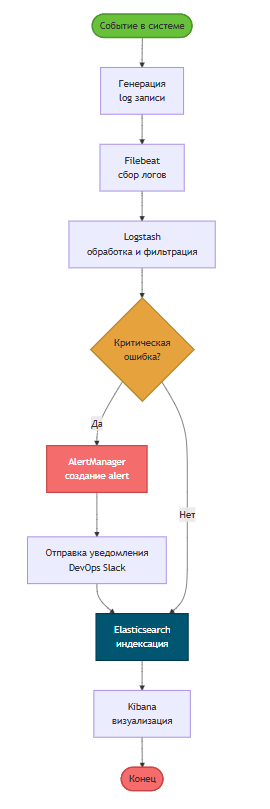 Событие в системе
Генерация
log записи
Filebeat
сбор логов
Logstash
обработка и фильтрация
Критическая
ошибка?
Да
AlertManager
создание alert
Нет
Отправка уведомления
DevOps Slack
Elasticsearch
индексация
Kibana
визуализация
Конец